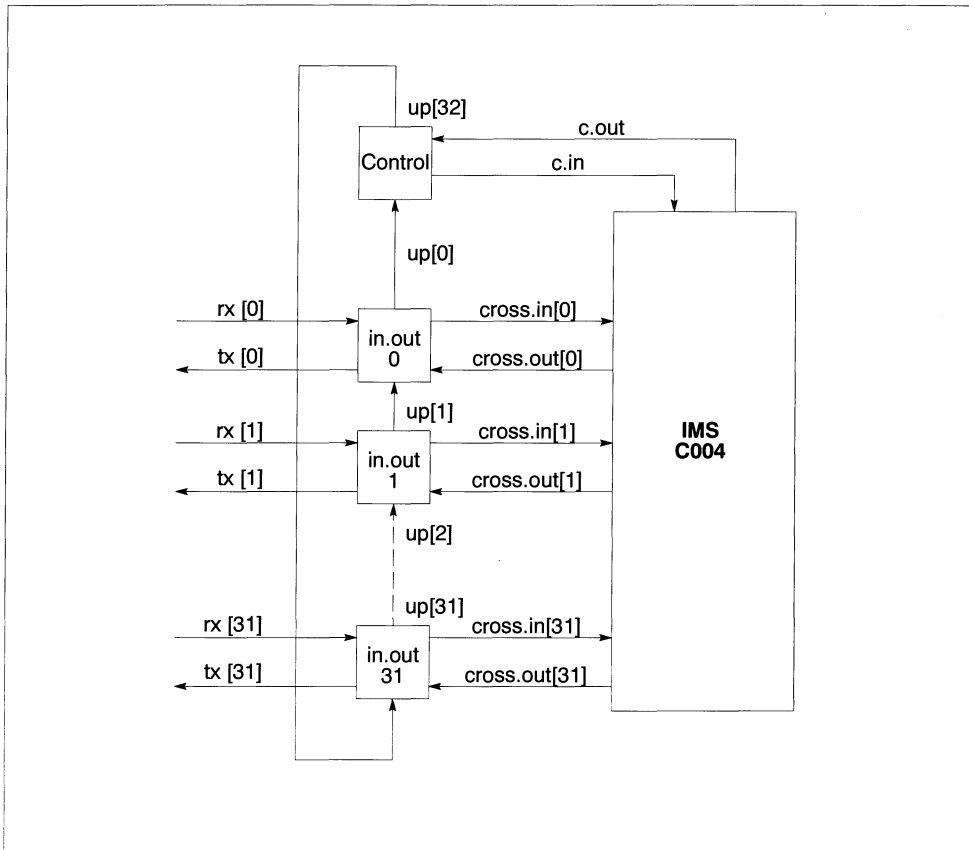 up[32]
c.out
Control
c.in
up[0]
rx [0]
cross.in[0]
in.out
0
tx [0]
cross.out[0]
up[1]
rx [1]
cross.in[1]
in.out
1
tx [1]
cross.out[1]
IMS
C004
up[2]
up[31]
rx [31]
cross.in[31]
in.out
31
tx [31]
cross.out[31]